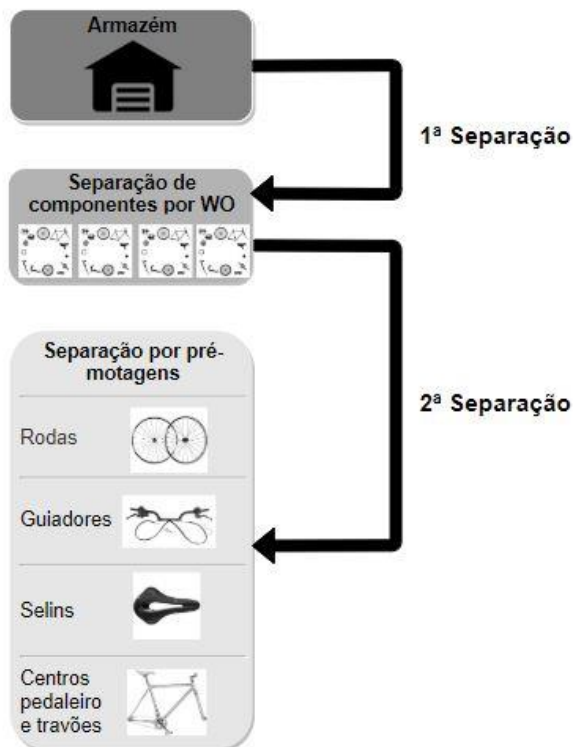 Armazém
1ª Separação
Separação de
componentes por WO
2ª Separação
Separação por pré-
motagens
Rodas
Guiadores
Selins
Centros
pedaleiro
e travões